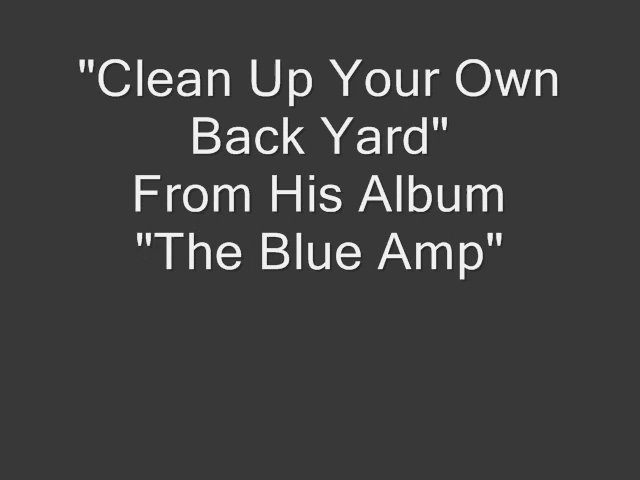 "Clean Up Your Own
Back Yard"
From His Album
"The Blue Amp"